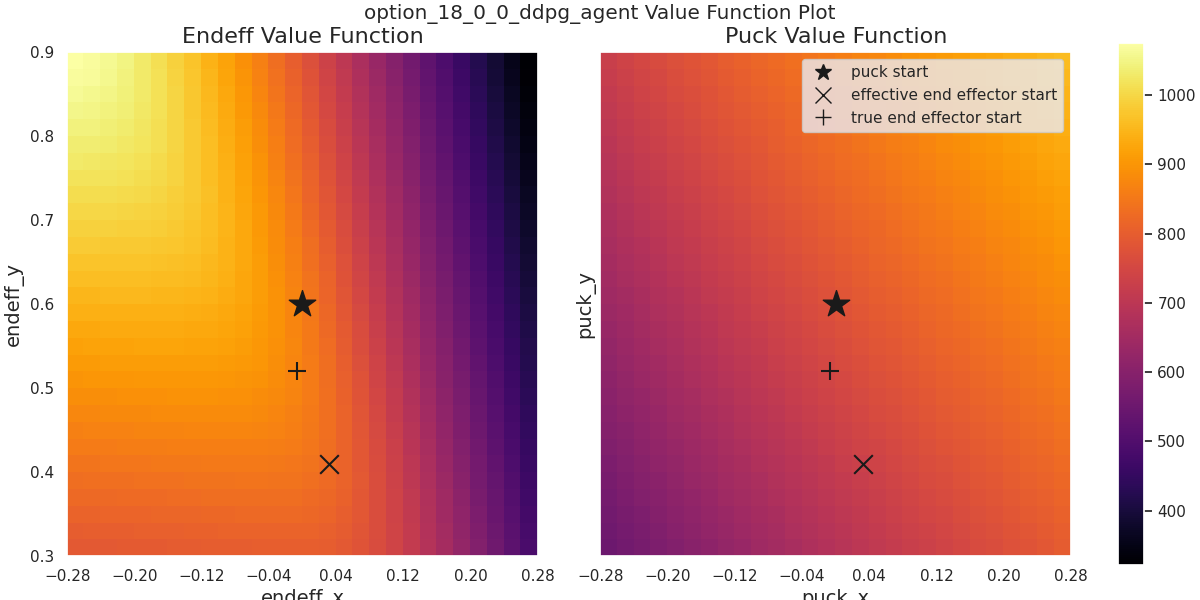 option_18_0_0_ddpg_agent Value Function Plot
Endeff Value Function
Puck Value Function
0.9
0.8
0.7
0.6
0.5
0.4
0.3
endeff_y
−0.28 −0.20 −0.12 −0.04 0.04 0.12 0.20 0.28
endeff_x
puck_y
puck start
effective end effector start
true end effector start
−0.28 −0.20 −0.12 −0.04 0.04 0.12 0.20 0.28
puck_x
1000
900
800
700
600
500
400